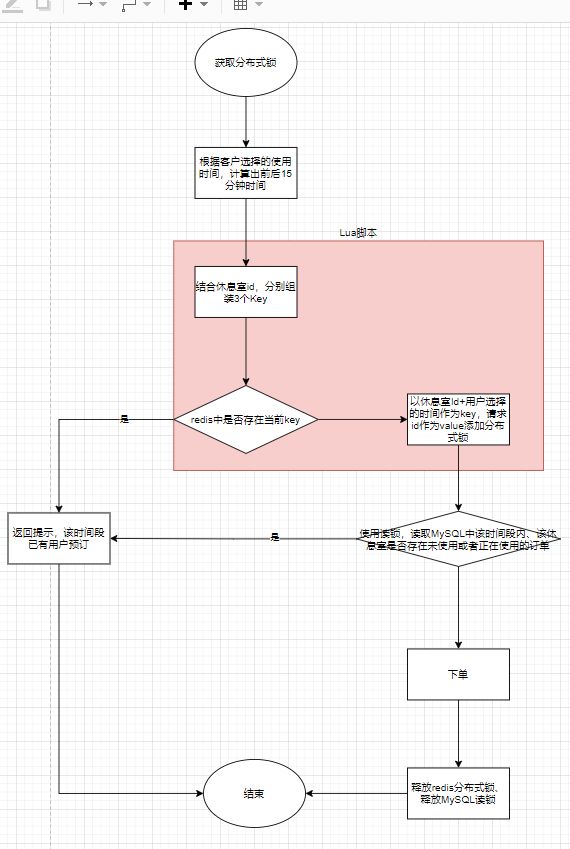 获取分布式锁
根据客户选择的使用
时间，计算出前后15
分钟时间
Lua脚本
结合休息室id，分别组
装3个Key
redis中是否存在当前key
以休息室Id+用户选择
的时间作为key，请求
id作为value添加分布
式锁
是
返回提示，该时间段
已有用户预订
是
使用读锁，读取MySQL中该时间段内、该休
息室是否存在未使用或者正在使用的订单
下单
释放redis分布式锁、
释放MySQL读锁
结束